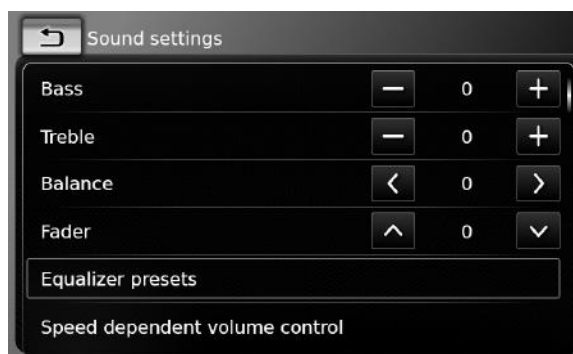 Sound settings
Bass − 0 +
Treble − 0 +
Balance < 0 >
Fader 0
Equalizer presets
Speed dependent volume control